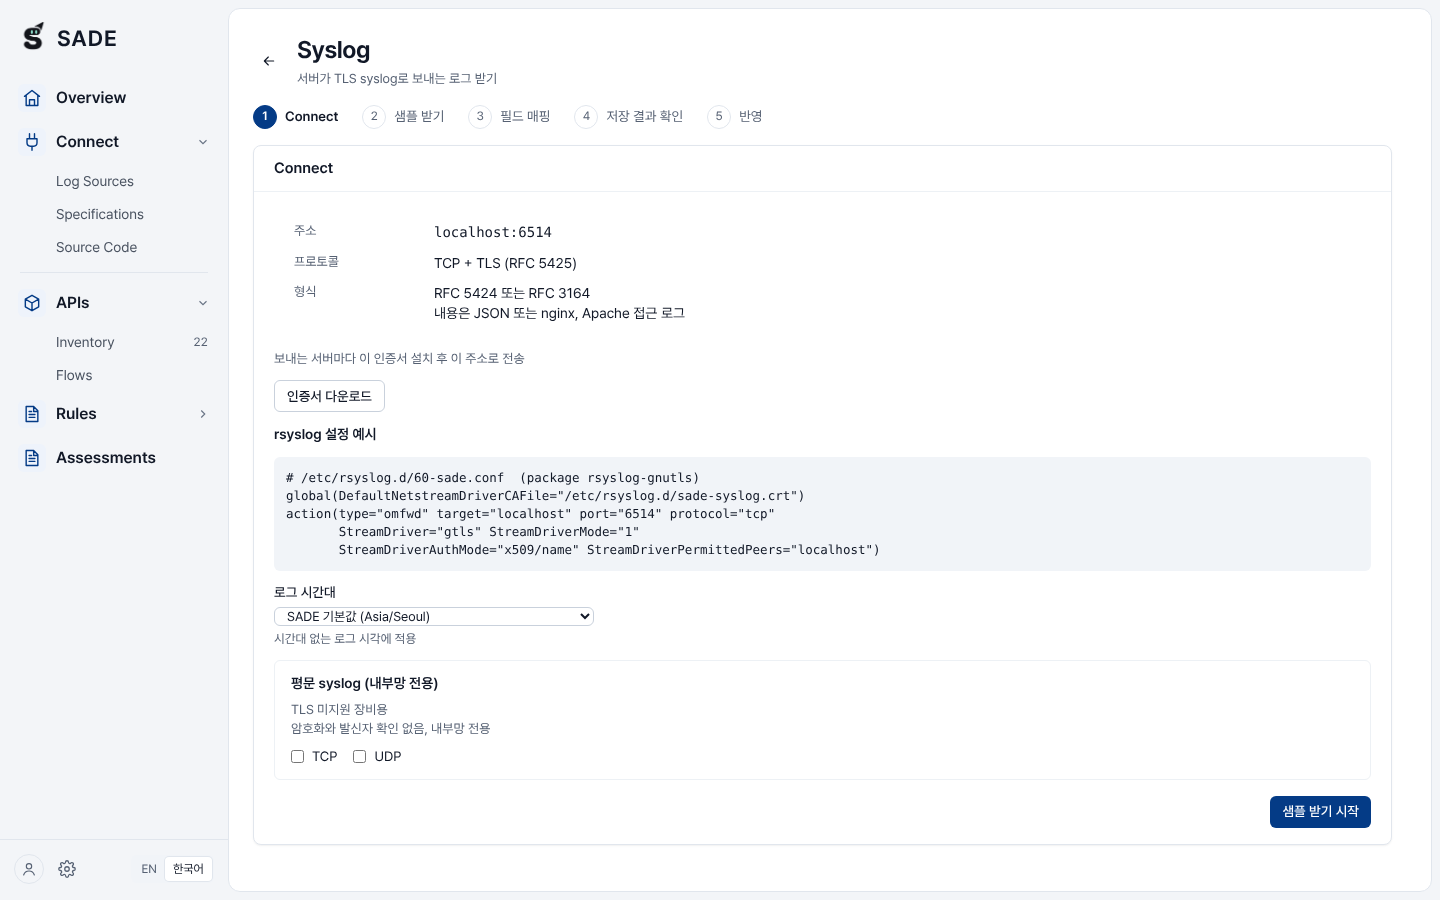 SADE
Overview
Connect
Log Sources
Specifications
Source Code
APIs
Inventory 22
Flows
Rules
Assessments
EN 한국어
Syslog
서버가 TLS syslog로 보내는 로그 받기
1 Connect 2 샘플 받기 3 필드 매핑 4 저장 결과 확인 5 반영
Connect
주소 localhost:6514
프로토콜 TCP + TLS (RFC 5425)
형식 RFC 5424 또는 RFC 3164
내용은 JSON 또는 nginx, Apache 접근 로그
보내는 서버마다 이 인증서 설치 후 이 주소로 전송
인증서 다운로드
rsyslog 설정 예시
# /etc/rsyslog.d/60-sade.conf  (package rsyslog-gnutls)
global(DefaultNetstreamDriverCAFile="/etc/rsyslog.d/sade-syslog.crt")
action(type="omfwd" target="localhost" port="6514" protocol="tcp"
       StreamDriver="gtls" StreamDriverMode="1"
       StreamDriverAuthMode="x509/name" StreamDriverPermittedPeers="localhost")
로그 시간대
SADE 기본값 (Asia/Seoul)
시간대 없는 로그 시각에 적용
평문 syslog (내부망 전용)
TLS 미지원 장비용
암호화와 발신자 확인 없음, 내부망 전용
TCP UDP
샘플 받기 시작